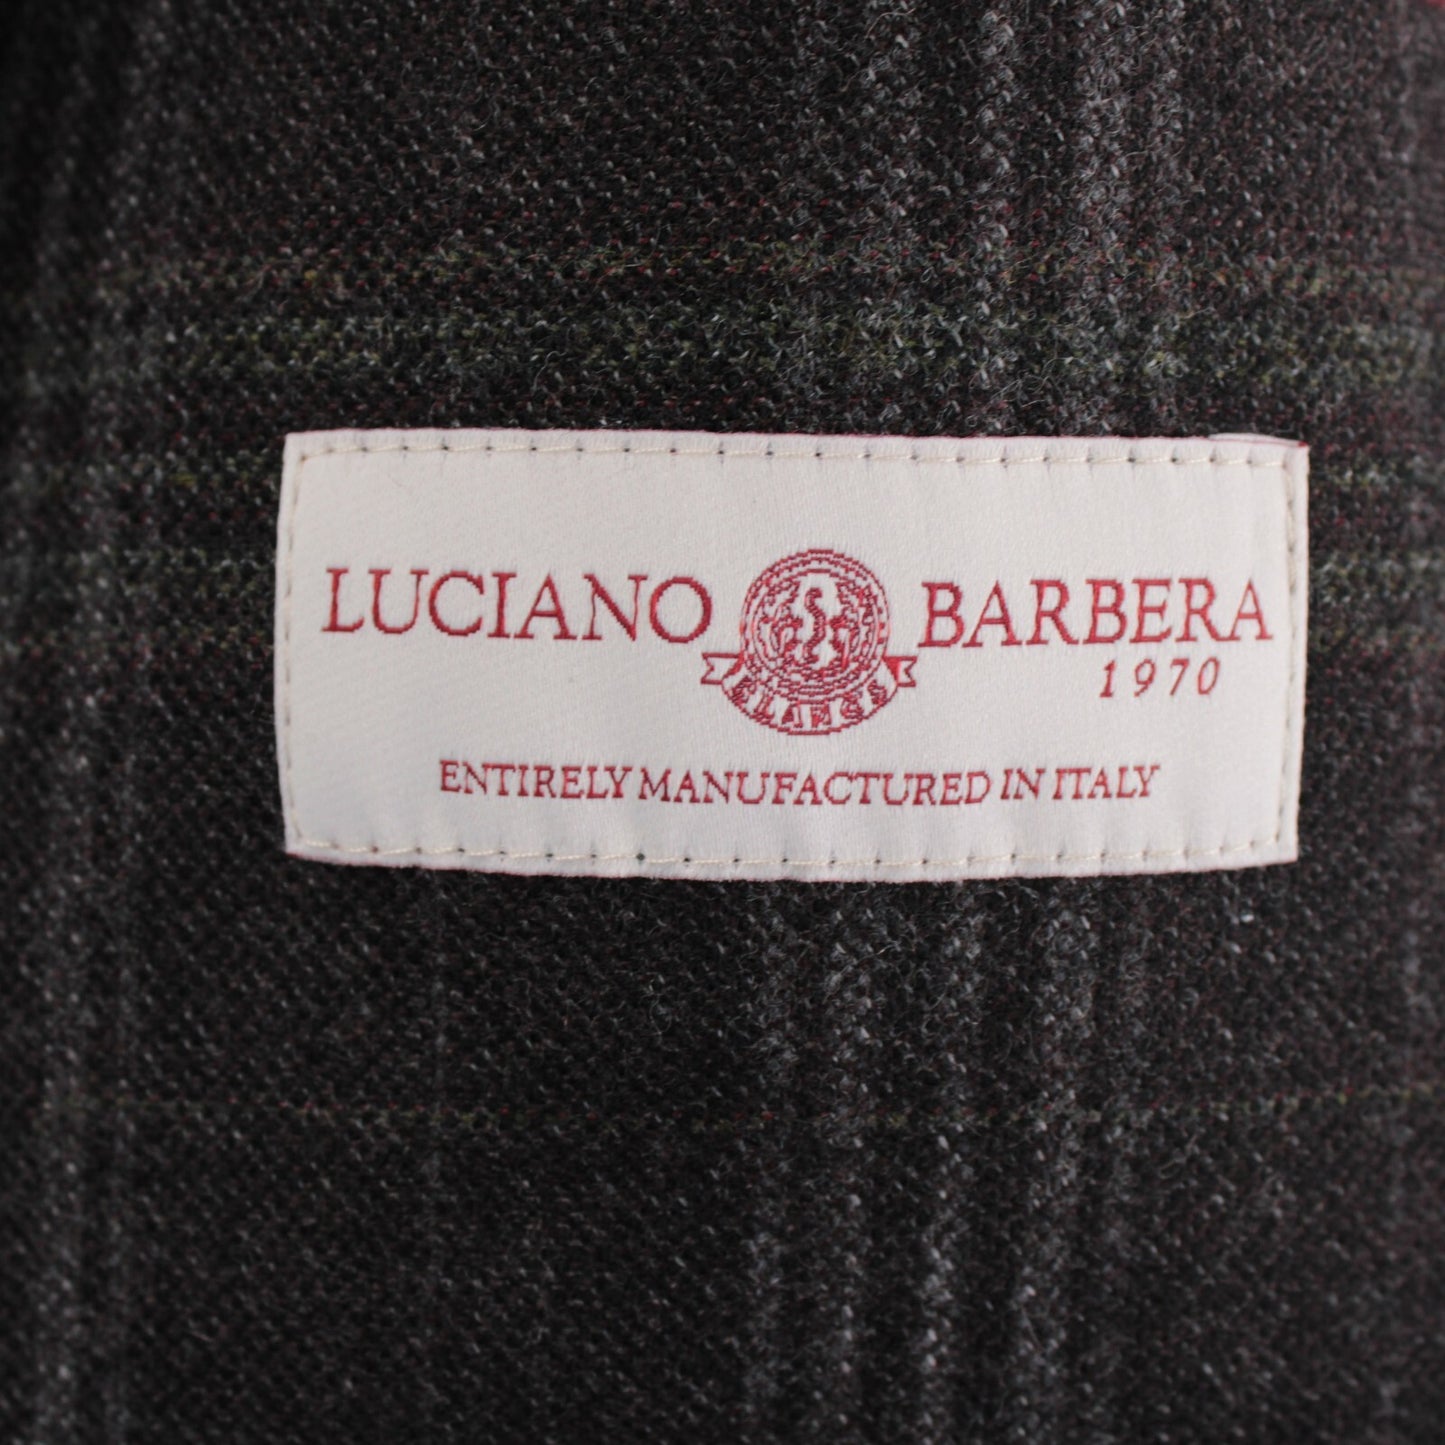 LUCIANO BARBERA
1970
ENTIRELY MANUFACTURED IN ITALY